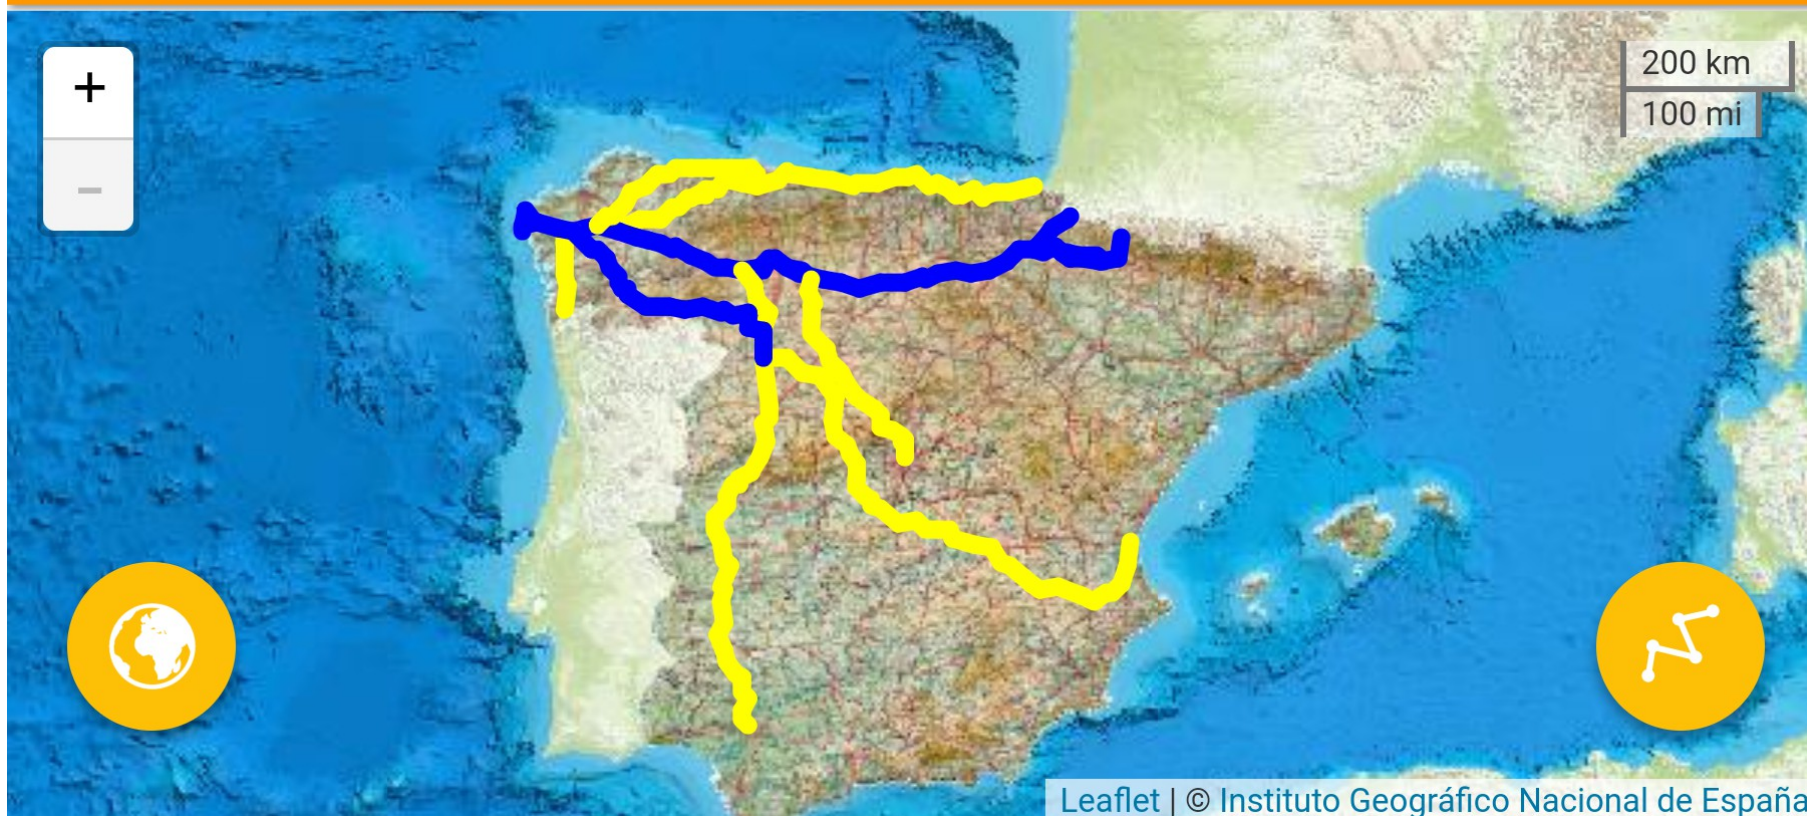 +
−
200 km
100 mi
Leaflet | © Instituto Geográfico Nacional de España